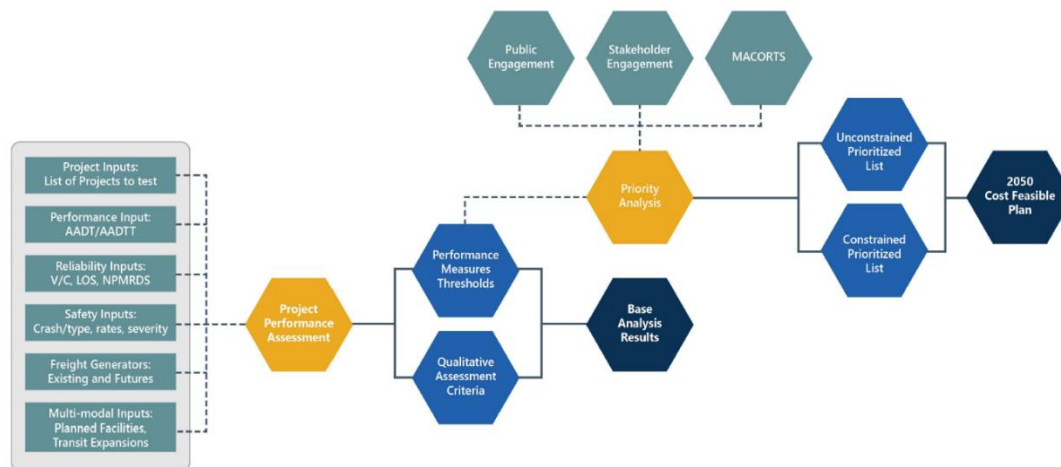 Public
Engagement
Stakeholder
Engagement
MACORTS
Project Inputs:
List of Projects to test
Performance Input:
AADT/AADTT
Reliability Inputs:
V/C, LOS, NPMRDS
Safety Inputs:
Crash/type, rates, severity
Freight Generators:
Existing and Futures
Multi-modal Inputs:
Planned Facilities,
Transit Expansions
Project
Performance
Assessment
Performance
Measures
Thresholds
Qualitative
Assessment
Criteria
Base
Analysis
Results
Priority
Analysis
Unconstrained
Prioritized
List
Constrained
Prioritized
List
2050
Cost Feasible
Plan